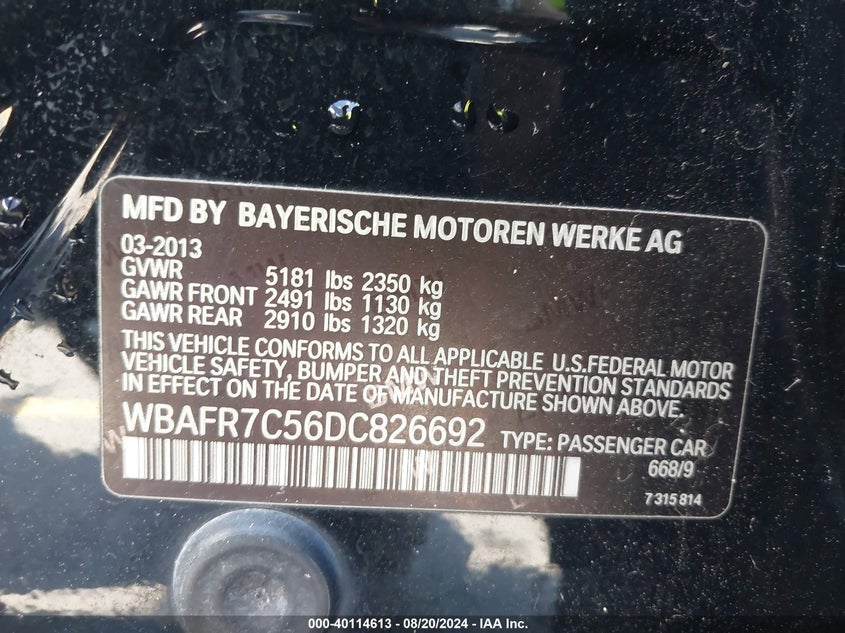 MFD BY BAYERISCHE MOTOREN WERKE AG
03-2013
GVWR 5181 lbs 2350 kg
GAWR FRONT 2491 lbs 1130 kg
GAWR REAR 2910 lbs 1320 kg
THIS VEHICLE CONFORMS TO ALL APPLICABLE U.S.FEDERAL MOTOR
VEHICLE SAFETY, BUMPER AND THEFT PREVENTION STANDARDS
IN EFFECT ON THE DATE OF MANUFACTURE SHOWN ABOVE.
WBAFR7C56DC826692 TYPE: PASSENGER CAR
668/9
7 315 814
000-40114613 - 08/20/2024 - IAA Inc.